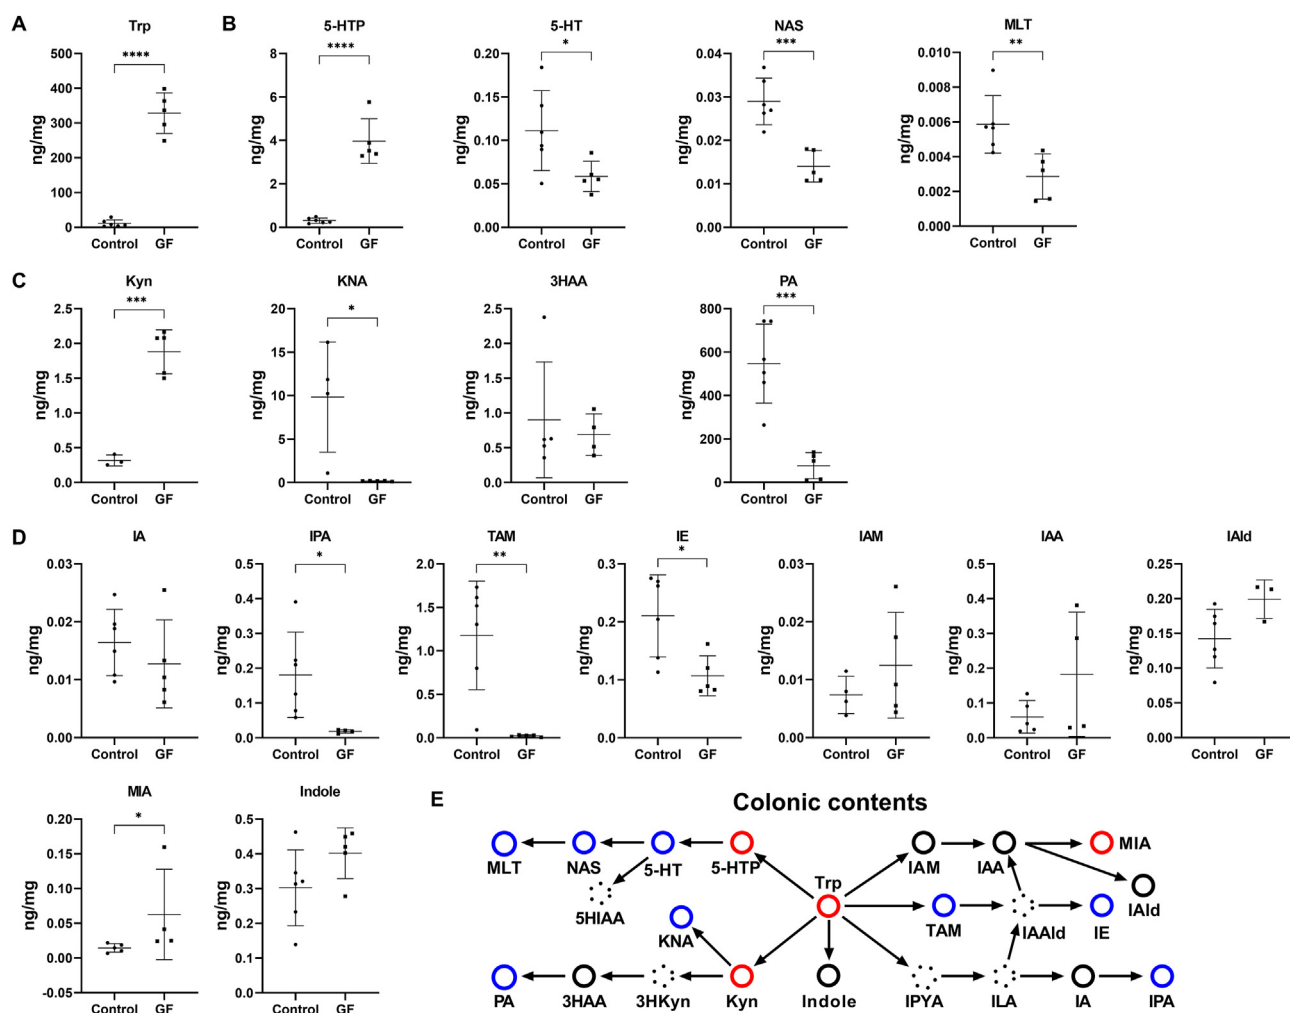 A
Trp
****
500
400
300
200
100
0
ng/mg
Control
GF
B
5-HTP
****
8
6
4
2
0
ng/mg
Control
GF
5-HT
*
0.20
0.15
0.10
0.05
0.00
ng/mg
Control
GF
NAS
***
0.04
0.03
0.02
0.01
0.00
ng/mg
Control
GF
MLT
**
0.010
0.008
0.006
0.004
0.002
0.000
ng/mg
Control
GF
C
Kyn
***
2.5
2.0
1.5
1.0
0.5
0.0
ng/mg
Control
GF
KNA
*
20
15
10
5
0
ng/mg
Control
GF
3HAA
2.5
2.0
1.5
1.0
0.5
0.0
ng/mg
Control
GF
PA
***
800
600
400
200
0
ng/mg
Control
GF
D
IA
0.03
0.02
0.01
0.00
ng/mg
Control
GF
IPA
*
0.5
0.4
0.3
0.2
0.1
0.0
ng/mg
Control
GF
TAM
**
2.0
1.5
1.0
0.5
0.0
ng/mg
Control
GF
IE
*
0.3
0.2
0.1
0.0
ng/mg
Control
GF
IAM
0.03
0.02
0.01
0.00
ng/mg
Control
GF
IAA
0.5
0.4
0.3
0.2
0.1
0.0
ng/mg
Control
GF
IAld
0.25
0.20
0.15
0.10
0.05
0.00
ng/mg
Control
GF
MIA
*
0.20
0.15
0.10
0.05
0.00
-0.05
ng/mg
Control
GF
Indole
0.5
0.4
0.3
0.2
0.1
0.0
ng/mg
Control
GF
E
Colonic contents
MLT
NAS
5-HT
5-HTP
IAM
IAA
MIA
Trp
5HIAA
IAld
KNA
TAM
IAAld
IE
PA
3HAA
3HKyn
Kyn
Indole
IPYA
ILA
IA
IPA